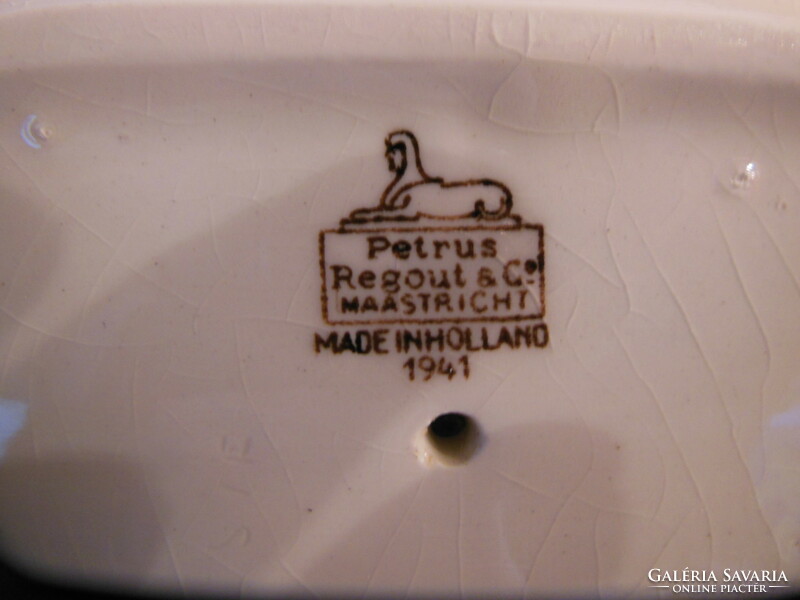 Petrus
Regout & Co
MAASTRICHT
MADE IN HOLLAND
1941
GALÉRIA SAVARIA
ONLINE PIACTÉR